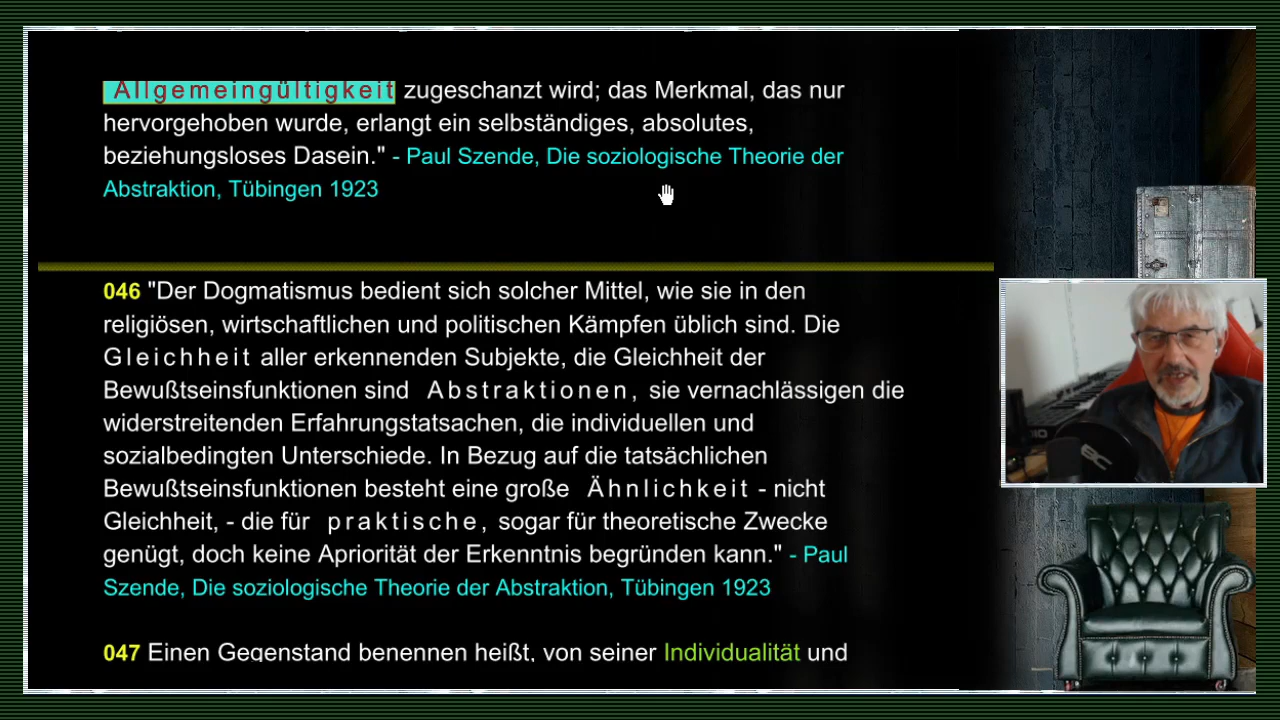 Allgemeingültigkeit zugeschanzt wird; das Merkmal, das nur
hervorgehoben wurde, erlangt ein selbständiges, absolutes,
beziehungsloses Dasein." - Paul Szende, Die soziologische Theorie der
Abstraktion, Tübingen 1923
046 "Der Dogmatismus bedient sich solcher Mittel, wie sie in den
religiösen, wirtschaftlichen und politischen Kämpfen üblich sind. Die
Gleichheit aller erkennenden Subjekte, die Gleichheit der
Bewußtseinsfunktionen sind Abstraktionen, sie vernachlässigen die
widerstreitenden Erfahrungstatsachen, die individuellen und
sozialbedingten Unterschiede. In Bezug auf die tatsächlichen
Bewußtseinsfunktionen besteht eine große Ähnlichkeit - nicht
Gleichheit, - die für praktische, sogar für theoretische Zwecke
genügt, doch keine Apriorität der Erkenntnis begründen kann." - Paul
Szende, Die soziologische Theorie der Abstraktion, Tübingen 1923
047 Einen Gegenstand benennen heißt, von seiner Individualität und